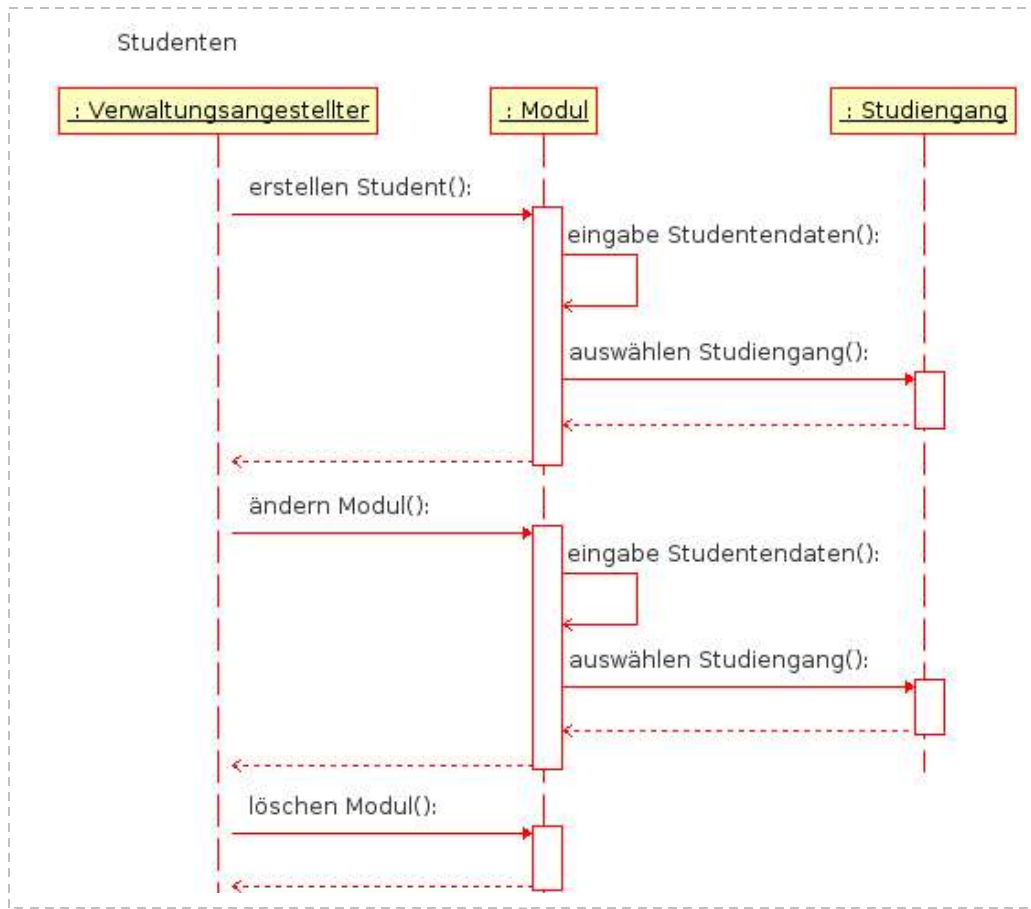 Studenten
: Verwaltungsangestellter
: Modul
: Studiengang
erstellen Student():
eingabe Studentendaten():
auswählen Studiengang():
ändern Modul():
eingabe Studentendaten():
auswählen Studiengang():
löschen Modul():